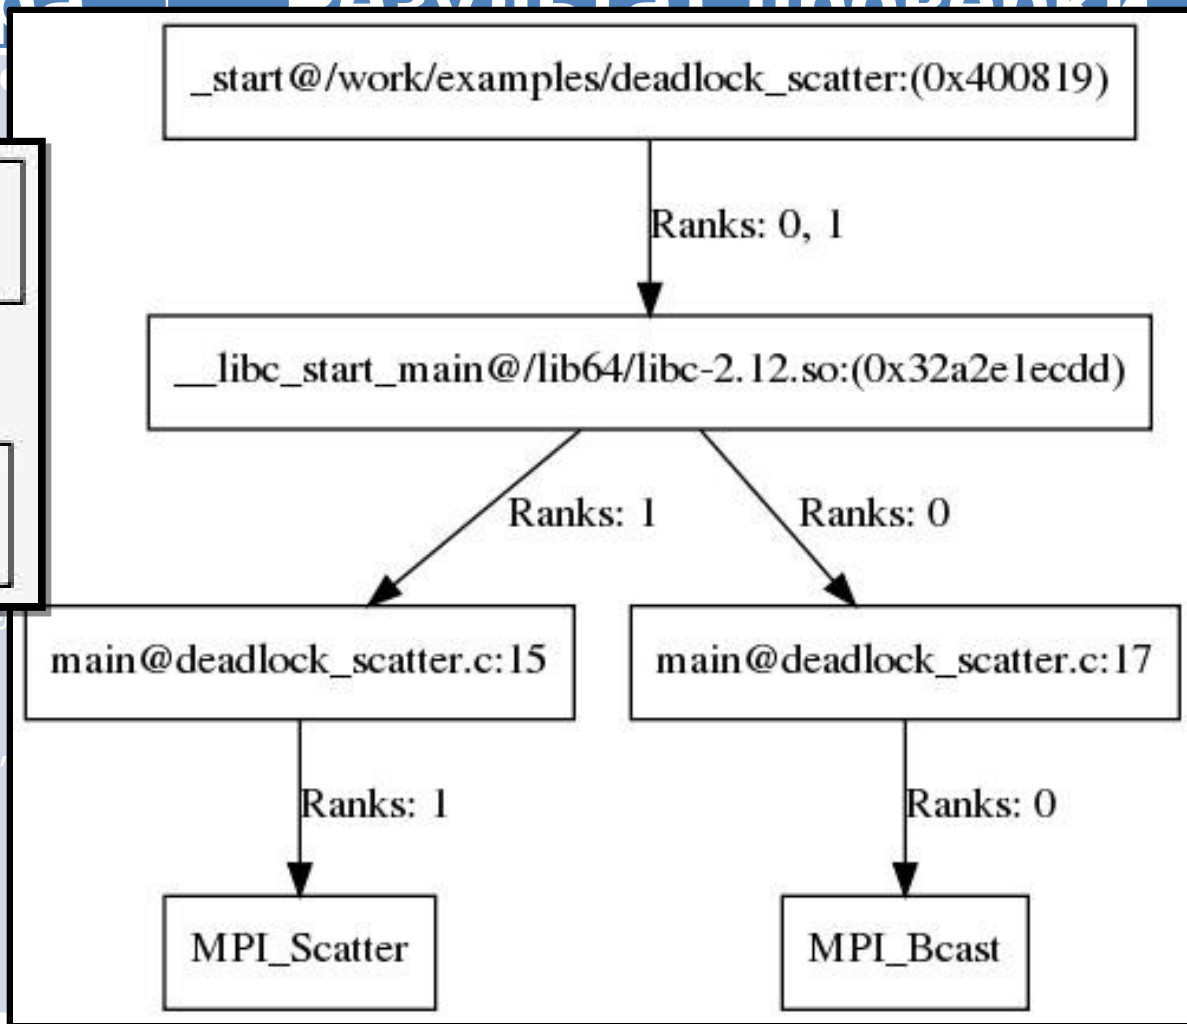 _start@/work/examples/deadlock_scatter:(0x400819)
Ranks: 0, 1
__libc_start_main@/lib64/libc-2.12.so:(0x32a2e1ecdd)
Ranks: 1
Ranks: 0
main@deadlock_scatter.c:15
main@deadlock_scatter.c:17
Ranks: 1
Ranks: 0
MPI_Scatter
MPI_Bcast